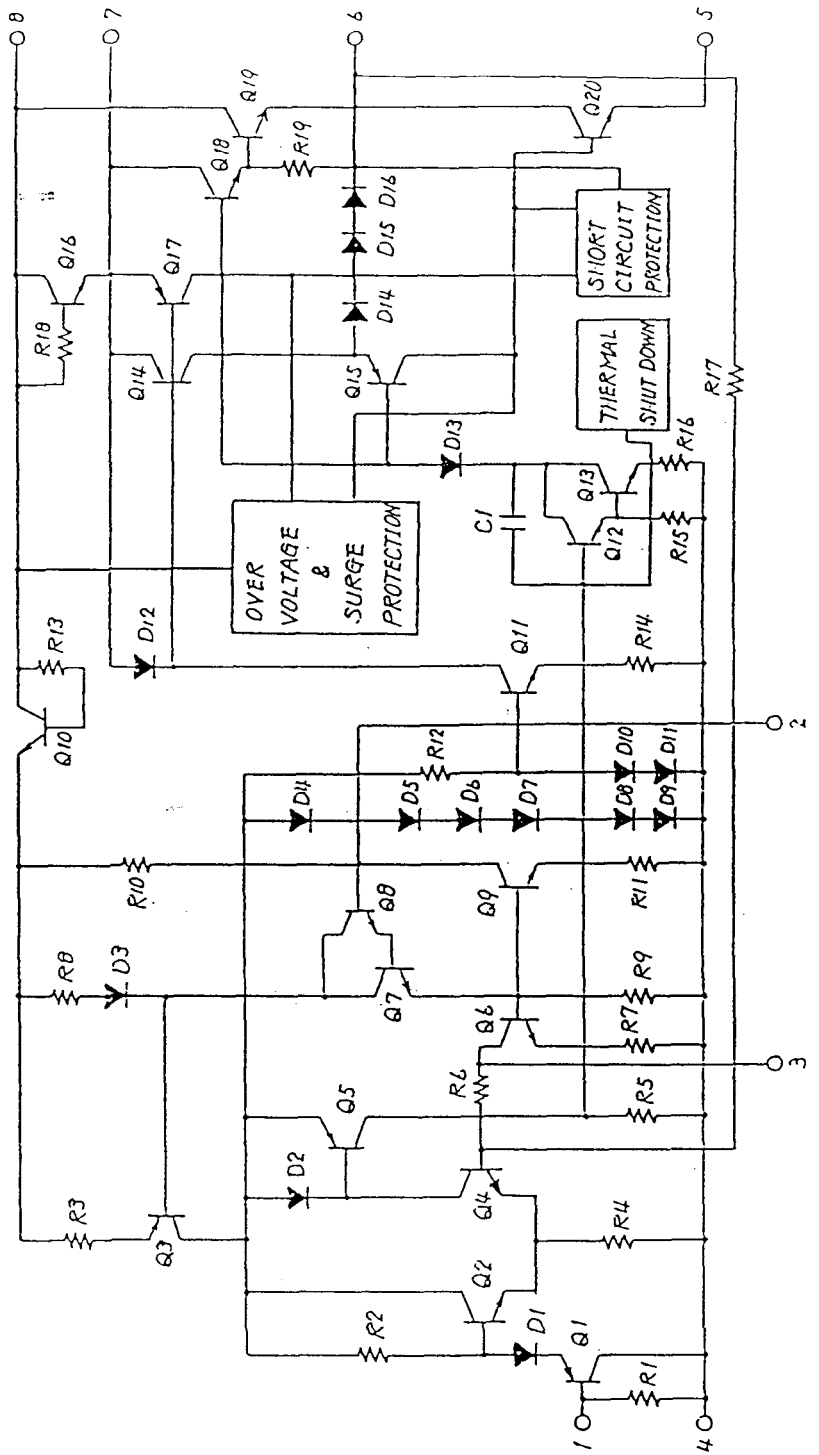 8
R18
Q16
R8
Q10
R13
R3
D3
7
R10
D12
Q14
Q17
Q3
Q18
Q19
OVER
VOLTAGE
&
SURGE
PROTECTION
D2
D4
R19
R2
Q5
Q8
Q15
D14
D15
D16
6
Q7
D5
R12
D13
R6
D6
C1
Q2
Q4
Q6
Q9
D7
Q11
D1
Q12
Q13
THERMAL
SHUT DOWN
SHORT
CIRCUIT
PROTECTION
Q20
1
Q1
R4
R5
R7
R9
R11
D8
D10
R14
R15
R16
R1
D9
D11
4
5
R17
3
2